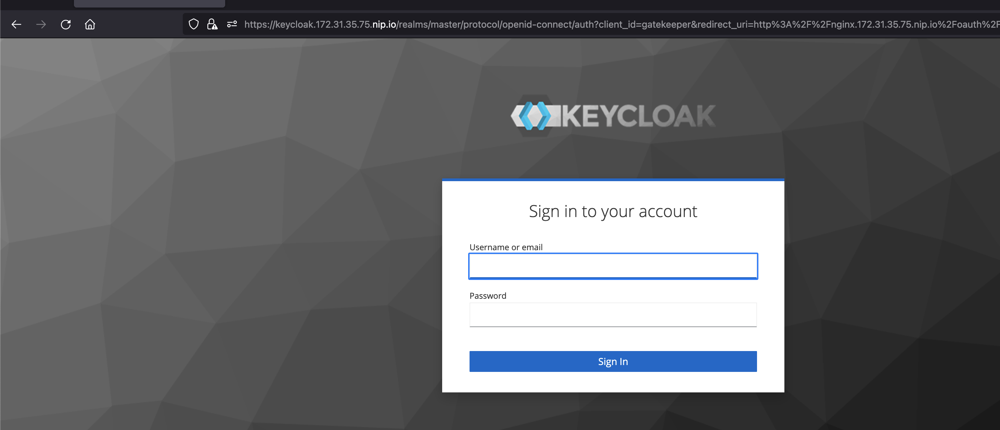 https://keycloak.172.31.35.75.nip.io/realms/master/protocol/openid-connect/auth?client_id=gatekeeper&redirect_uri=http%3A%2F%2Fnginx.172.31.35.75.nip.io%2Foauth%2F
KEYCLOAK
Sign in to your account
Username or email
Password
Sign In